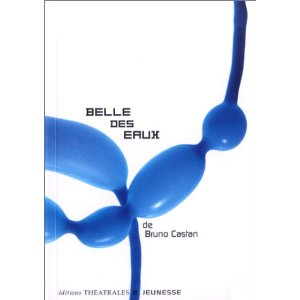 BELLE
DES
EAUX
de
Bruno Castan
éditions THEATRALES JEUNESSE